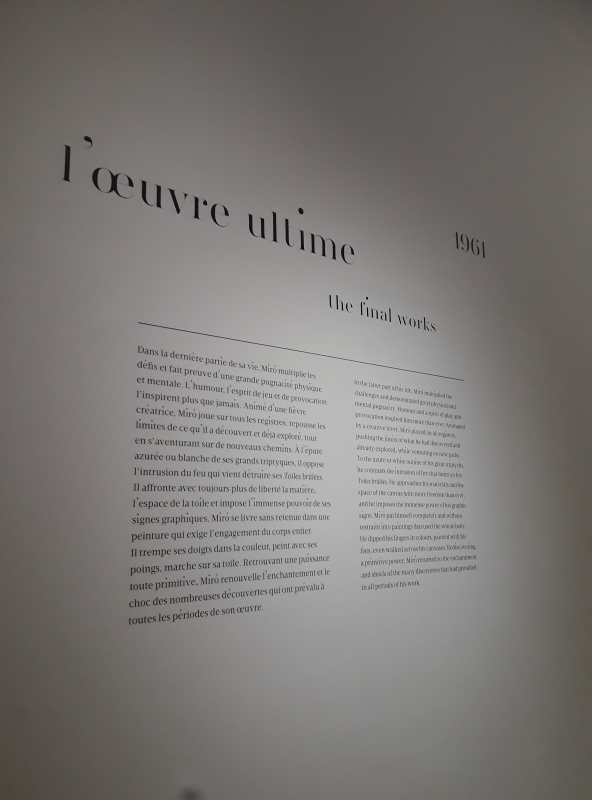 l'œuvre ultime
1961
the final works
Dans la dernière partie de sa vie, Miró multiplie les
défis et fait preuve d'une grande pugnacité physique
et mentale. L'humour, l'esprit de jeu et de provocation
l'inspirent plus que jamais. Animé d'une fièvre
créatrice, Miró joue sur tous les registres, repousse les
limites de ce qu'il a découvert et déjà exploré, tout
en s'aventurant sur de nouveaux chemins. À l'épure
azurée ou blanche de ses grands triptyques, il oppose
l'intrusion du feu qui vient détruire ses Toiles brûlées.
Il affronte avec toujours plus de liberté la matière,
l'espace de la toile et impose l'immense pouvoir de ses
signes graphiques. Miró se livre sans retenue dans une
peinture qui exige l'engagement du corps entier.
Il trempe ses doigts dans la couleur, peint avec ses
poings, marche sur sa toile. Retrouvant une puissance
toute primitive, Miró renouvelle l'enchantement et le
choc des nombreuses découvertes qui ont prévalu à
toutes les périodes de son œuvre.
In the latter part of his life, Miró multiplied the
challenges and demonstrated great physical and
mental pugnacity. Humour and a spirit of play and
provocation inspired him more than ever. Animated
by a creative fever, Miró played on all registers,
pushing the limits of what he had discovered and
already explored, while venturing on new paths.
To the azure or white outline of his great triptychs,
he contrasts the intrusion of fire that destroys his
Toiles brûlées. He approaches his materials and the
space of the canvas with more freedom than ever,
and he imposes the immense power of his graphic
signs. Miró put himself completely and without
restraint into paintings that used the whole body.
He dipped his fingers in colours, painted with his
fists, even walked across his canvases. Rediscovering
a primitive power, Miró returned to the enchantment
and shock of the many discoveries that had prevailed
in all periods of his work.